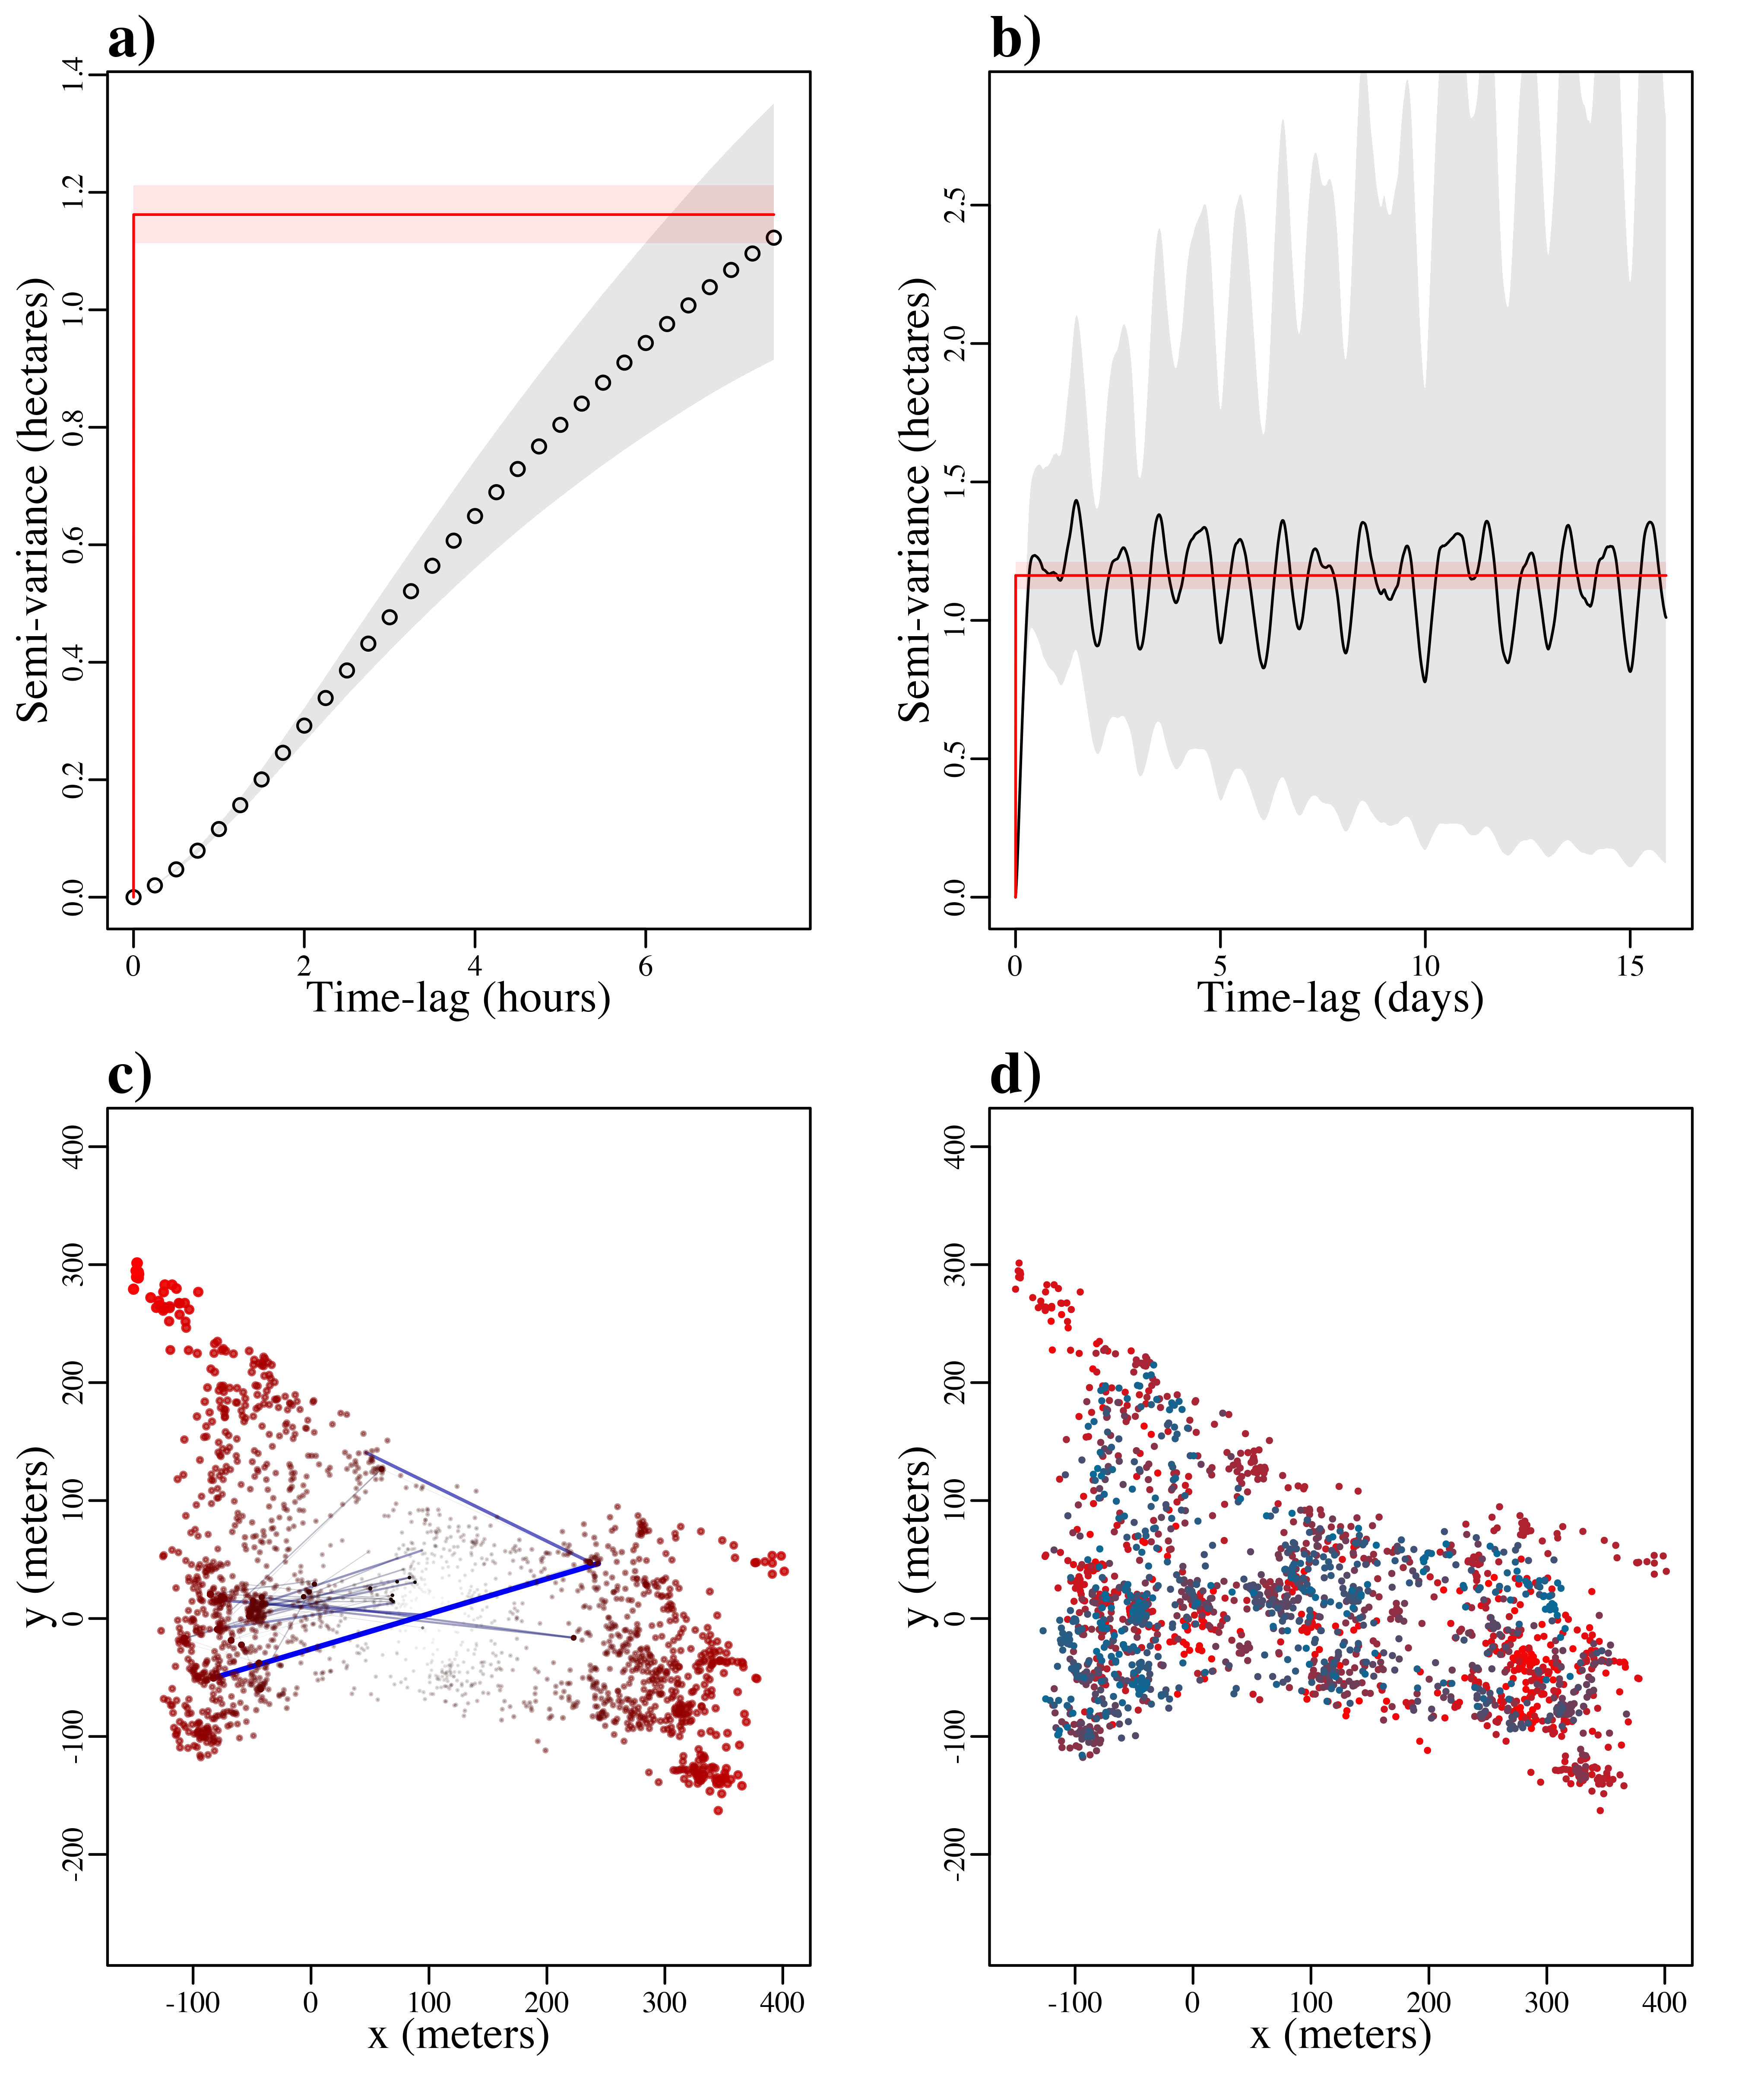 a)
1.4
1.2
1.0
0.8
0.6
0.4
0.2
0.0
Semi-variance (hectares)
0 2 4 6
Time-lag (hours)
b)
2.5
2.0
1.5
1.0
0.5
0.0
Semi-variance (hectares)
0 5 10 15
Time-lag (days)
c)
400
300
200
100
0
-100
-200
y (meters)
-100 0 100 200 300 400
x (meters)
d)
400
300
200
100
0
-100
-200
y (meters)
-100 0 100 200 300 400
x (meters)